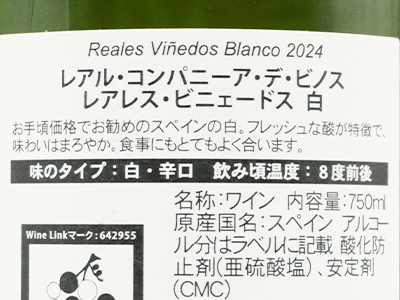 Reales Viñedos Blanco 2024
レアル・コンパニーア・デ・ビノス
レアレス・ビニェードス 白
お手頃価格でお勧めのスペインの白。フレッシュな酸が特徴で、
味わいはまろやか。食事にもとてもよく合います。
味のタイプ：白・辛口 飲み頃温度：8度前後
名称：ワイン 内容量：750ml
原産国名：スペイン アルコー
ル分はラベルに記載 酸化防
止剤(亜硫酸塩)、安定剤
(CMC)
Wine Linkマーク：642955